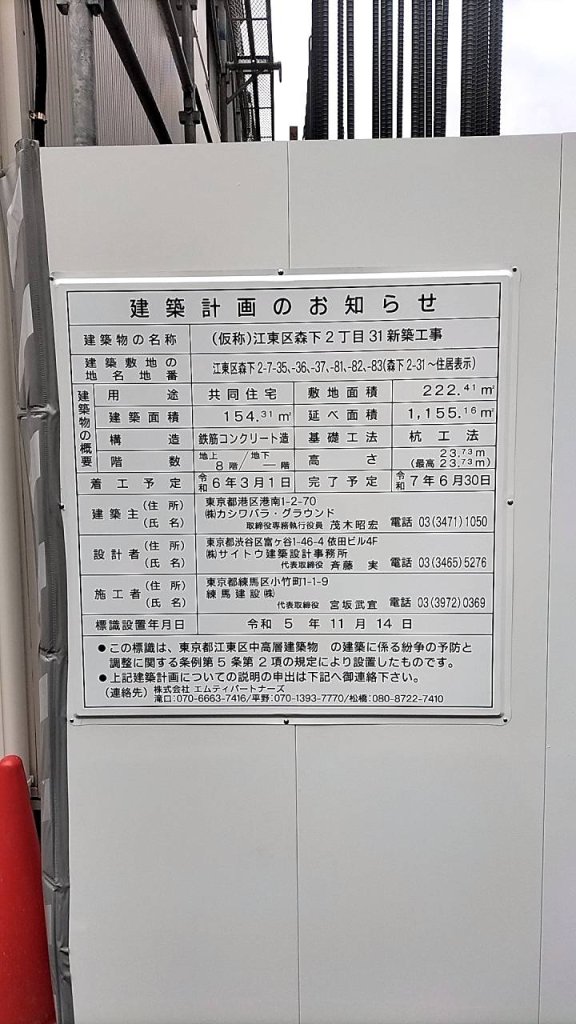 建築計画のお知らせ
建築物の名称 (仮称)江東区森下2丁目31新築工事
建築敷地の地名地番 江東区森下2-7-35、-36、-37、-81、-82、-83(森下2-31～住居表示)
建築物の概要
用途 共同住宅 敷地面積 222.41㎡
建築面積 154.31㎡ 延べ面積 1,155.16㎡
構造 鉄筋コンクリート造 基礎工法 杭工法
階数 地上8階/地下―階 高さ 23.73m (最高23.73m)
着工予定 令和6年3月1日 完了予定 令和7年6月30日
建築主 (住所) 東京都港区港南1-2-70
(氏名) ㈱カシワバラ・グラウンド
取締役専務執行役員 茂木昭宏 電話 03(3471)1050
設計者 (住所) 東京都渋谷区富ヶ谷1-46-4 依田ビル4F
(氏名) ㈱サイトウ建築設計事務所
代表取締役 斉藤 実 電話 03(3465)5276
施工者 (住所) 東京都練馬区小竹町1-1-9
(氏名) 練馬建設㈱
代表取締役 宮坂武宜 電話 03(3972)0369
標識設置年月日 令和 5年 11月 14日
●この標識は、東京都江東区中高層建築物 の建築に係る紛争の予防と
調整に関する条例第5条第2項の規定により設置したものです。
●上記建築計画についての説明の申出は下記へ御連絡下さい。
(連絡先) 株式会社 エムティパートナーズ
滝口:070-6663-7416/平野:070-1393-7770/松橋:080-8722-7410